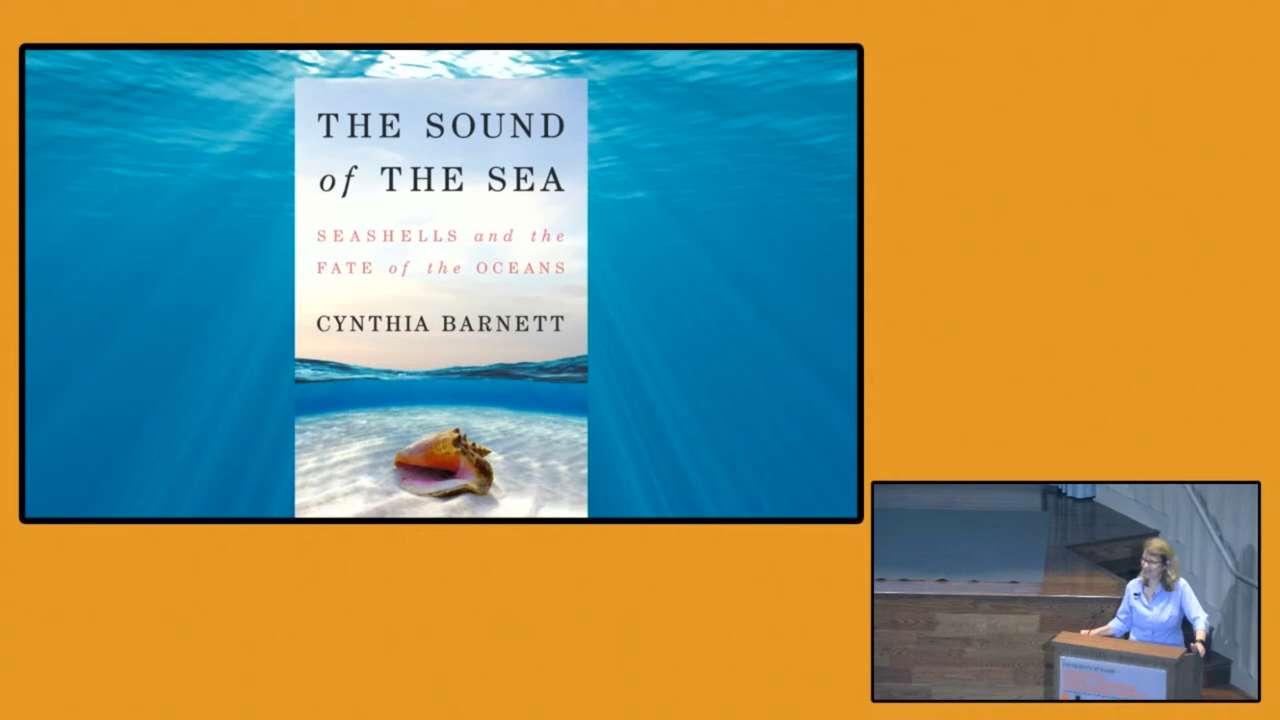 THE SOUND
of THE SEA
SEASHELLS and the
FATE of the OCEANS
CYNTHIA BARNETT